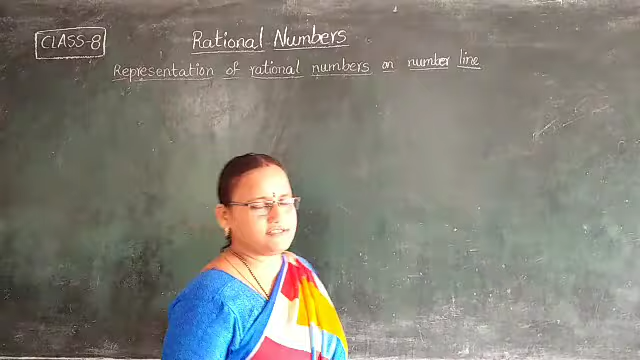 CLASS-8
Rational Numbers
Representation of rational numbers on number line